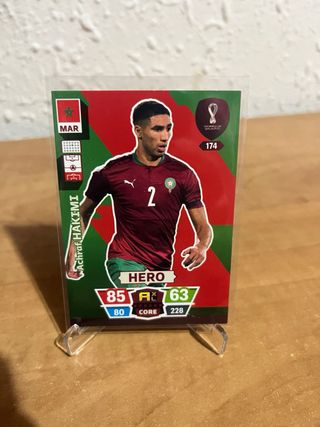 MAR
174
Achraf HAKIMI
2
HERO
85
63
80
CORE
228